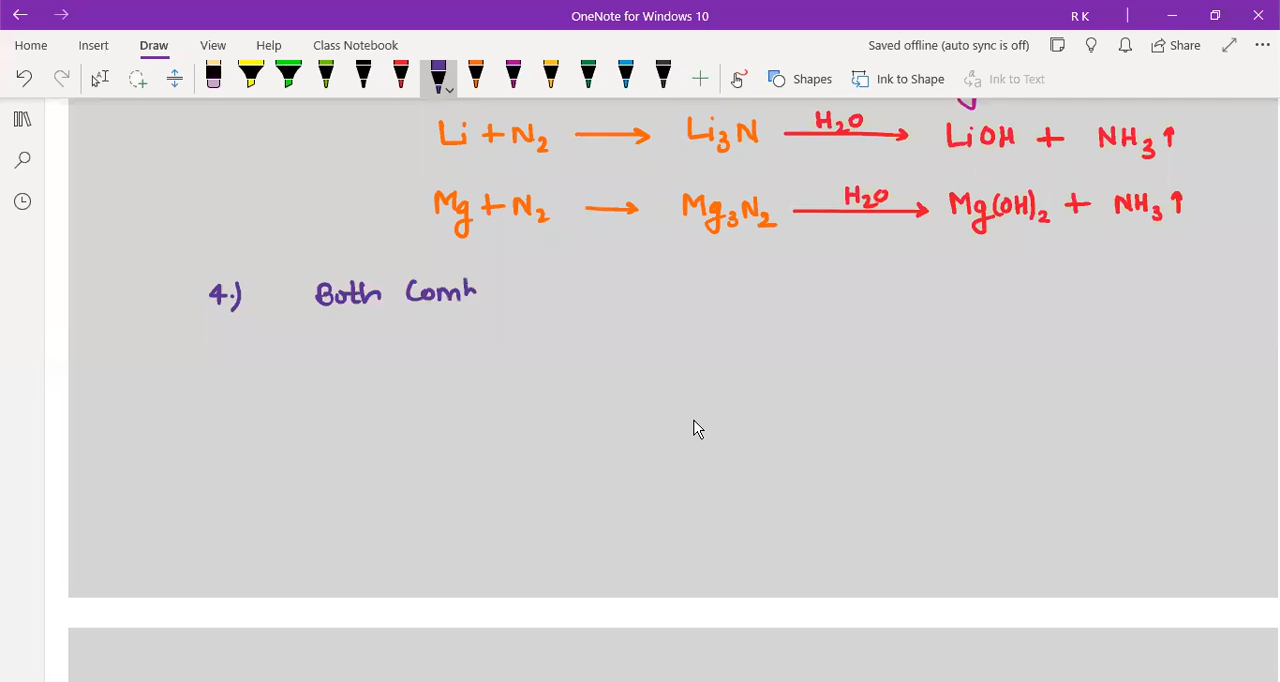 OneNote for Windows 10
R K
Home Insert Draw View Help Class Notebook
Saved offline (auto sync is off) Share
Shapes Ink to Shape Ink to Text
Li + N₂ ⟶ Li₃N ⟶ H₂O LiOH + NH₃↑
Mg + N₂ ⟶ Mg₃N₂ ⟶ H₂O Mg(OH)₂ + NH₃↑
4.) Both